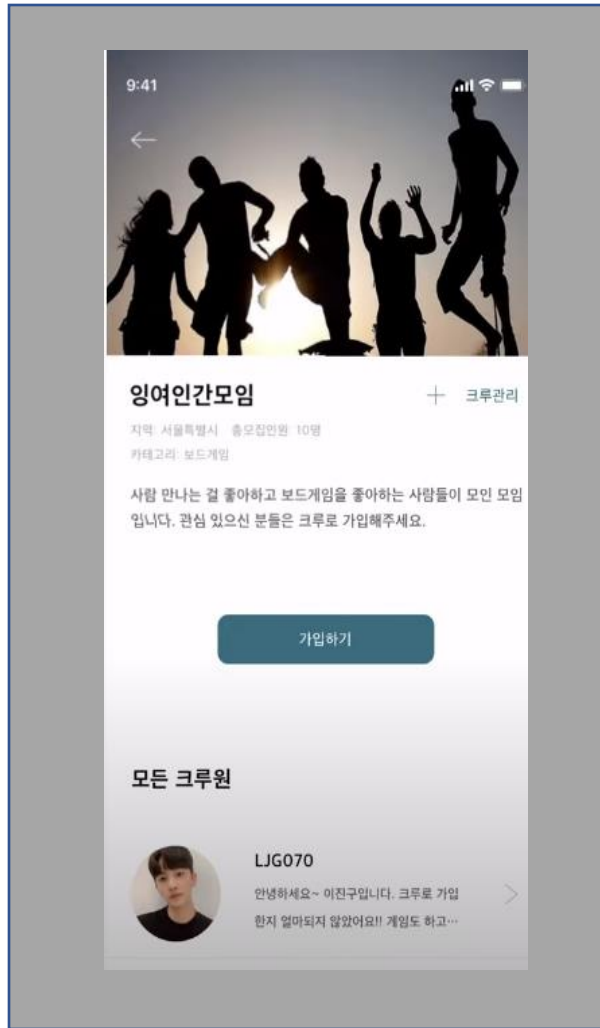 9:41
잉여인간모임
크루관리
지역: 서울특별시 총모집인원: 10명
카테고리: 보드게임
사람 만나는 걸 좋아하고 보드게임을 좋아하는 사람들이 모인 모임
입니다. 관심 있으신 분들은 크루로 가입해주세요.
가입하기
모든 크루원
LJG070
안녕하세요~ 이진구입니다. 크루로 가입
한지 얼마되지 않았어요!! 게임도 하고…